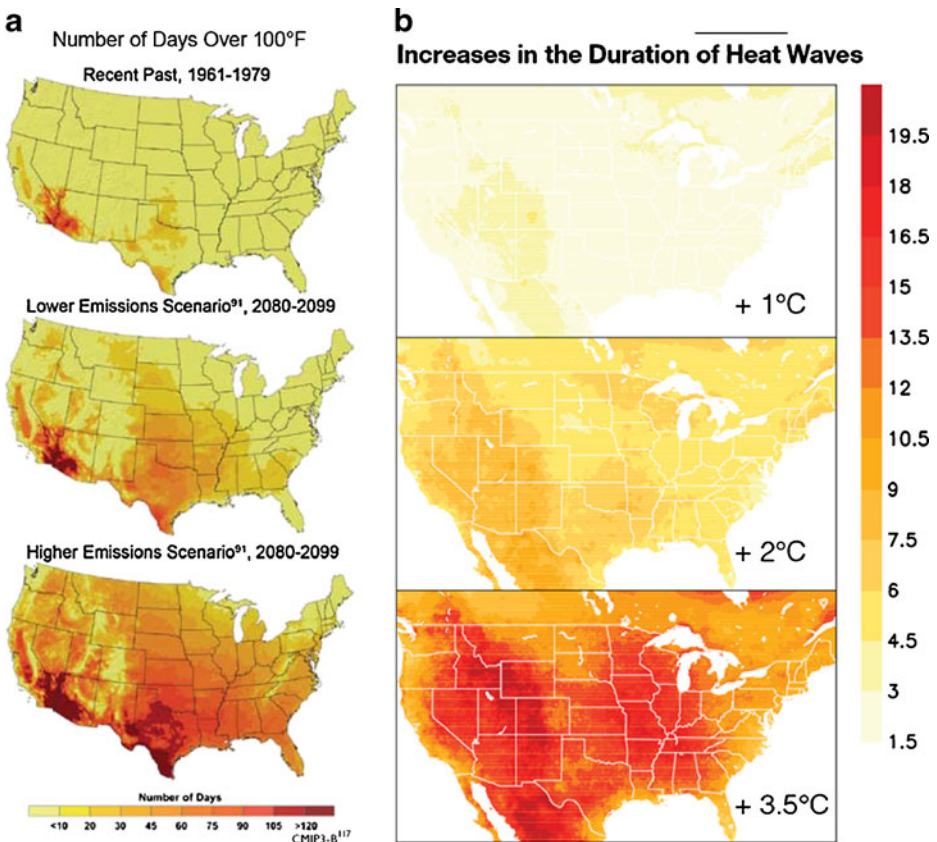 a
Number of Days Over 100°F
Recent Past, 1961-1979
Lower Emissions Scenario⁹¹, 2080-2099
Higher Emissions Scenario⁹¹, 2080-2099
Number of Days
<10 20 30 45 60 75 90 105 >120
CMIP3-B¹¹⁷
b
Increases in the Duration of Heat Waves
+ 1°C
+ 2°C
+ 3.5°C
19.5
18
16.5
13.5
12
10.5
9
7.5
6
4.5
3
1.5